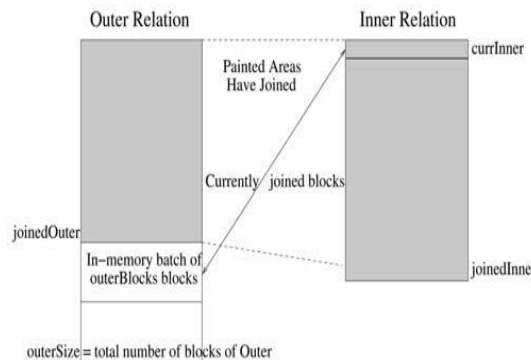 Outer Relation
Inner Relation
currInner
Painted Areas
Have Joined
Currently joined blocks
joinedOuter
In-memory batch of
outerBlocks blocks
joinedInne
outerSize = total number of blocks of Outer